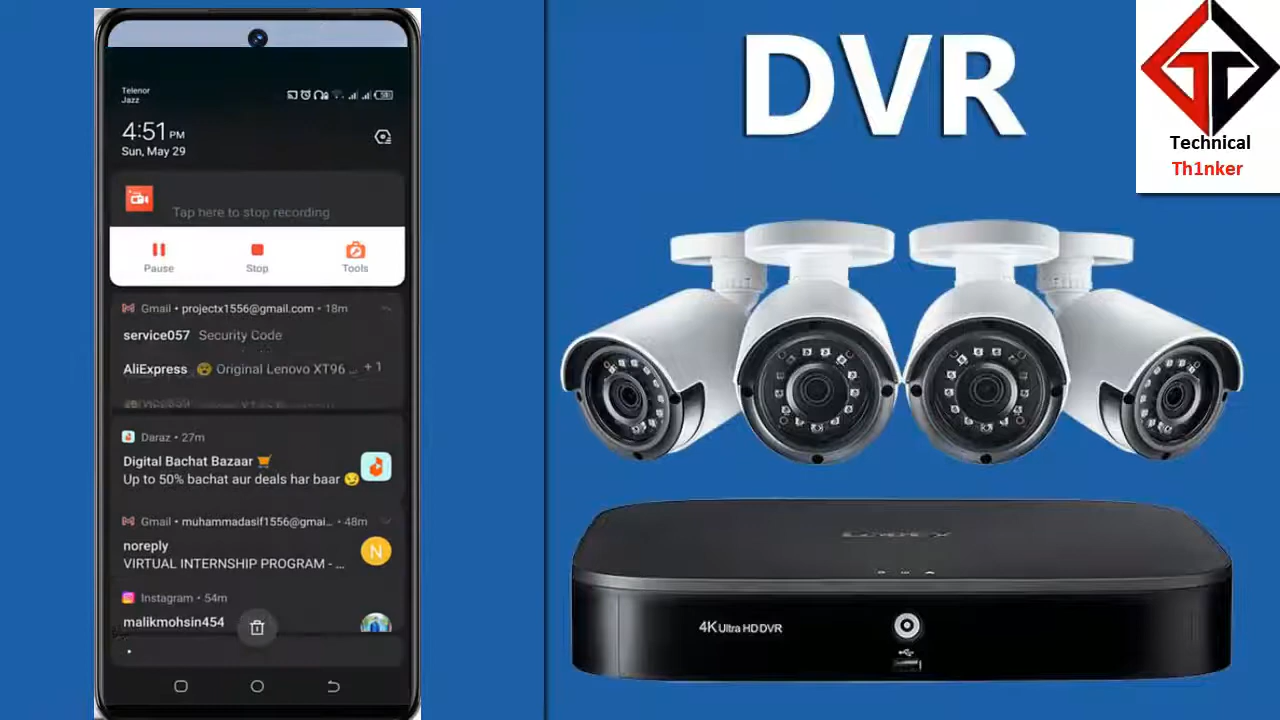 Telenor
Jazz
4:51 PM
Sun, May 29
Tap here to stop recording
Pause Stop Tools
Gmail • projectx1556@gmail.com • 18m
service057 Security Code
AliExpress 😵 Original Lenovo XT96 ... + 1
Daraz • 27m
Digital Bachat Bazaar 🛒
Up to 50% bachat aur deals har baar 😏
Gmail • muhammadasif1556@gmai... • 48m
noreply
VIRTUAL INTERNSHIP PROGRAM - ...
N
Instagram • 54m
malikmohsin454
DVR
Technical
Th1nker
4K Ultra HD DVR